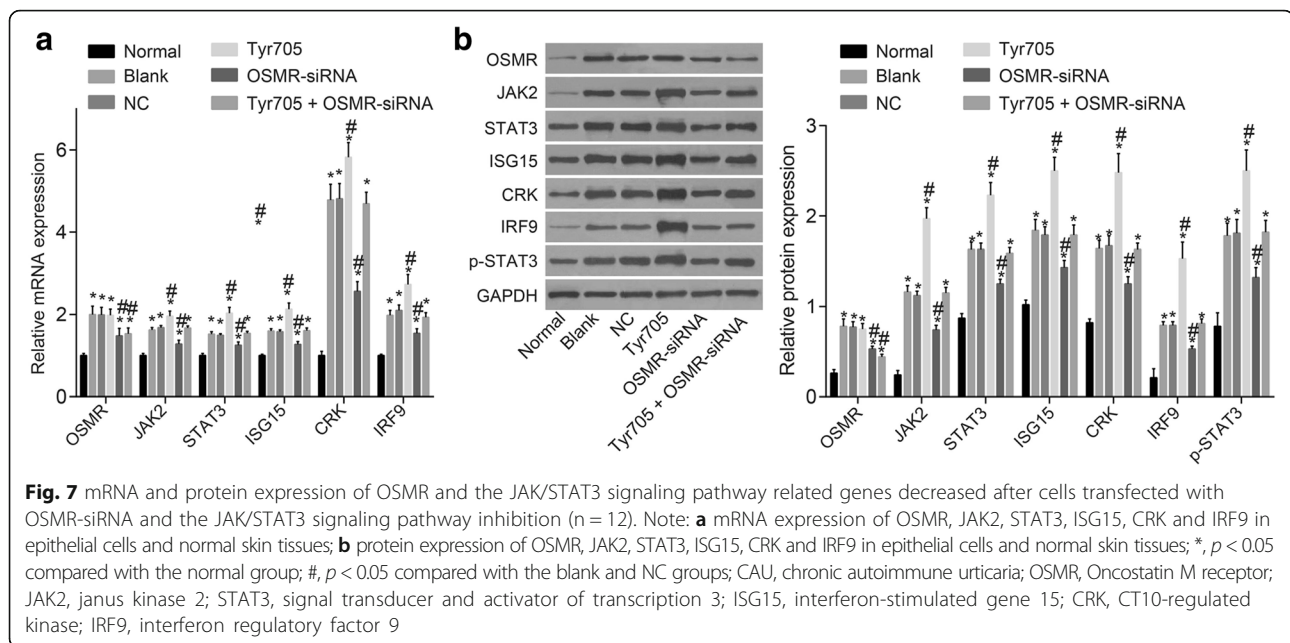 a
Normal
Blank
NC
Tyr705
OSMR-siRNA
Tyr705 + OSMR-siRNA
Relative mRNA expresssion
6
4
2
0
# * 
* * * #* #*
* * #* #* *
* * #* #* *
* * #* #* *
* * #* #* *
* * #* #* *
OSMR
JAK2
STAT3
ISG15
CRK
IRF9
b
OSMR
JAK2
STAT3
ISG15
CRK
IRF9
p-STAT3
GAPDH
Normal
Blank
NC
Tyr705
OSMR-siRNA
Tyr705 + OSMR-siRNA
Normal
Blank
NC
Tyr705
OSMR-siRNA
Tyr705 + OSMR-siRNA
Relative protein expression
3
2
1
0
* * * #* #*
* * #* #* *
* * #* #* *
* * #* #* *
* * #* #* *
* * #* #* *
* * #* #* *
OSMR
JAK2
STAT3
ISG15
CRK
IRF9
p-STAT3
Fig. 7 mRNA and protein expression of OSMR and the JAK/STAT3 signaling pathway related genes decreased after cells transfected with
OSMR-siRNA and the JAK/STAT3 signaling pathway inhibition (n = 12). Note: a mRNA expression of OSMR, JAK2, STAT3, ISG15, CRK and IRF9 in
epithelial cells and normal skin tissues; b protein expression of OSMR, JAK2, STAT3, ISG15, CRK and IRF9 in epithelial cells and normal skin tissues; *, p < 0.05
compared with the normal group; #, p < 0.05 compared with the blank and NC groups; CAU, chronic autoimmune urticaria; OSMR, Oncostatin M receptor;
JAK2, janus kinase 2; STAT3, signal transducer and activator of transcription 3; ISG15, interferon-stimulated gene 15; CRK, CT10-regulated
kinase; IRF9, interferon regulatory factor 9